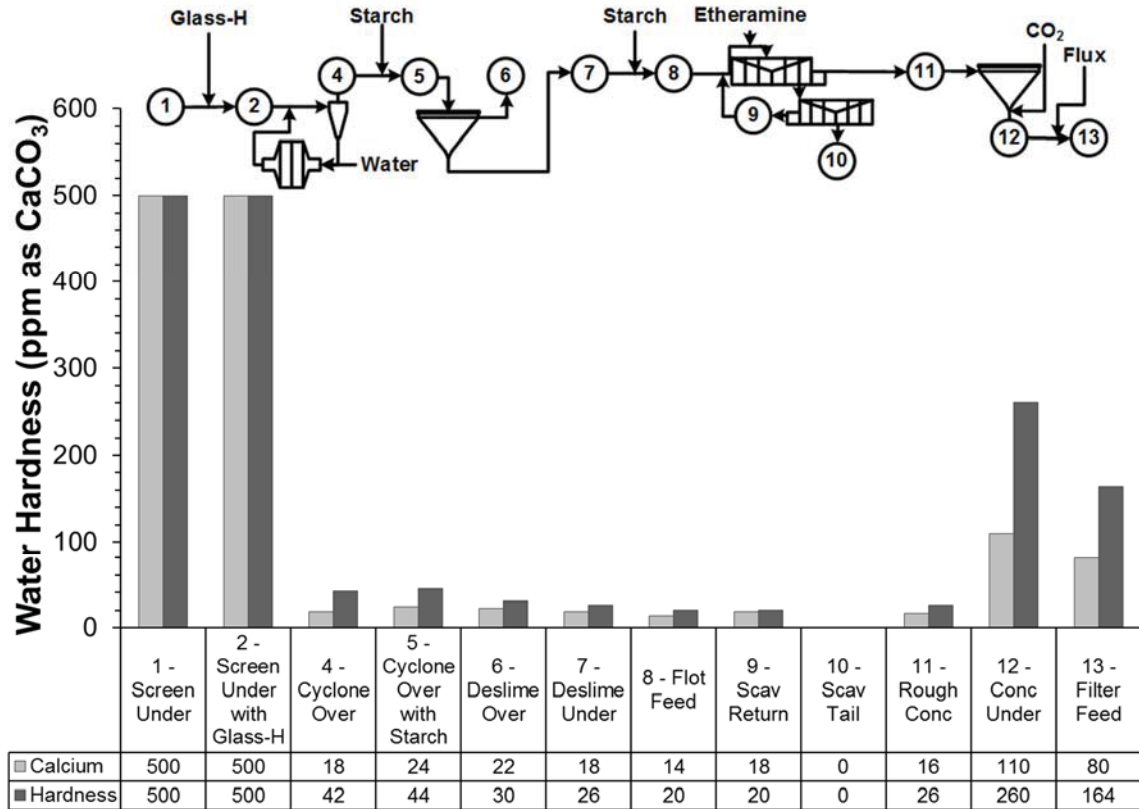 Glass-H
Starch
Starch
Etheramine
CO₂
Flux
1
2
4
5
6
7
8
9
10
11
12
13
Water
Water Hardness (ppm as CaCO₃)
600
500
400
300
200
100
0
1 -
Screen
Under
2 -
Screen
Under
with
Glass-H
4 -
Cyclone
Over
5 -
Cyclone
Over
with
Starch
6 -
Deslime
Over
7 -
Deslime
Under
8 - Flot
Feed
9 -
Scav
Return
10 -
Scav
Tail
11 -
Rough
Conc
12 -
Conc
Under
13 -
Filter
Feed
Calcium 500 500 18 24 22 18 14 18 0 16 110 80
Hardness 500 500 42 44 30 26 20 20 0 26 260 164